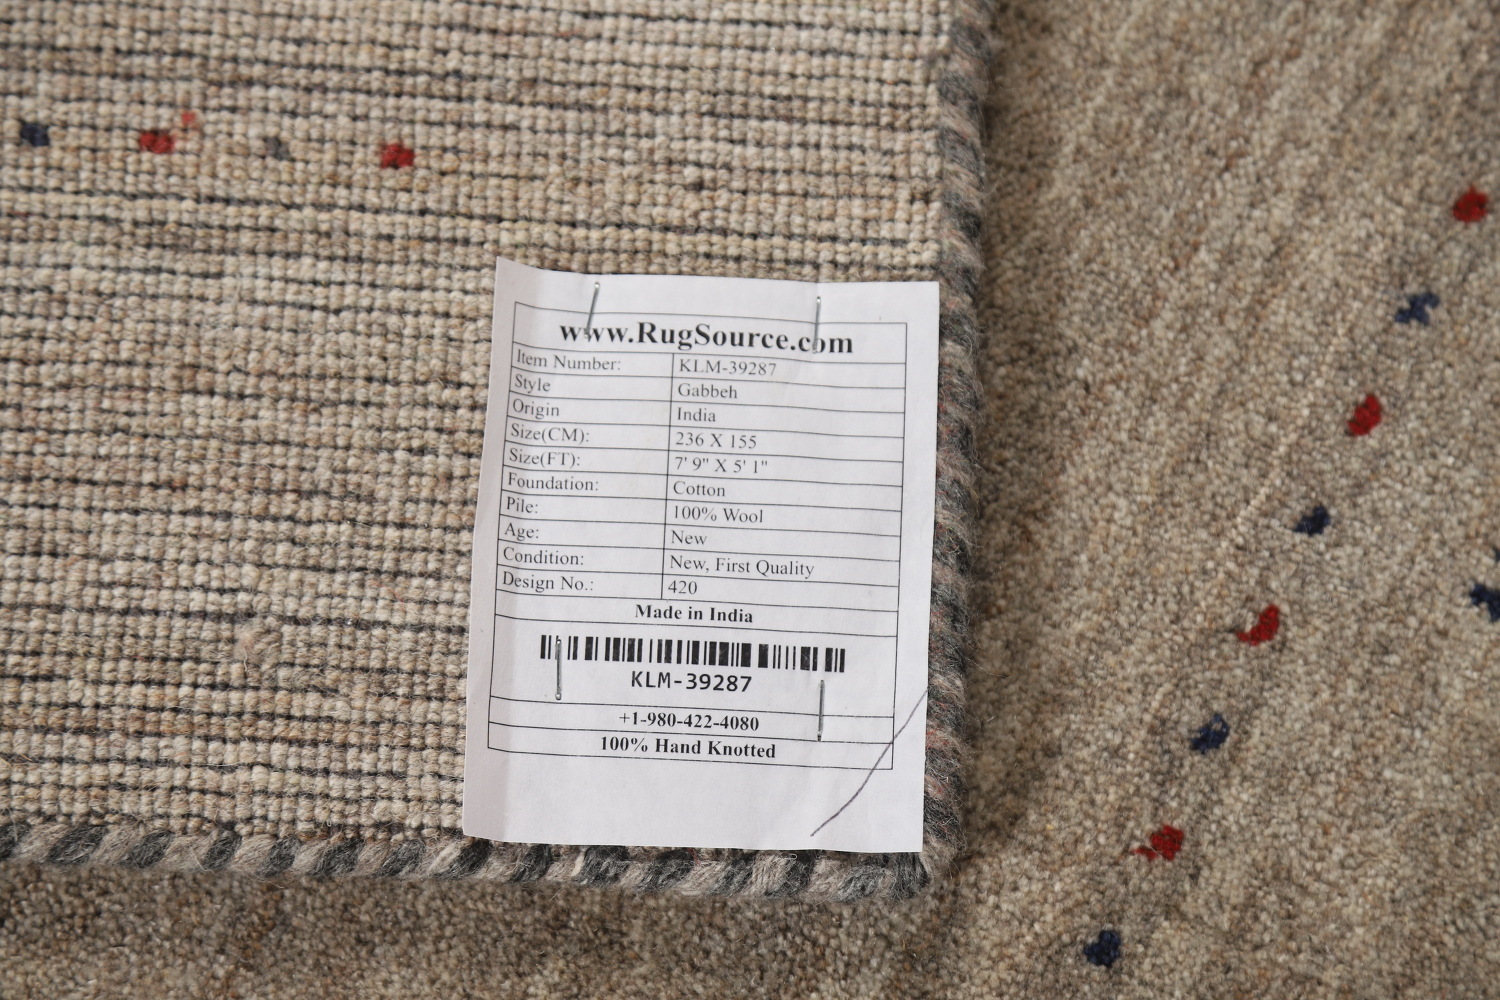 www.RugSource.com
Item Number: KLM-39287
Style Gabbeh
Origin India
Size(CM): 236 X 155
Size(FT): 7' 9" X 5' 1"
Foundation: Cotton
Pile: 100% Wool
Age: New
Condition: New, First Quality
Design No.: 420
Made in India
KLM-39287
+1-980-422-4080
100% Hand Knotted